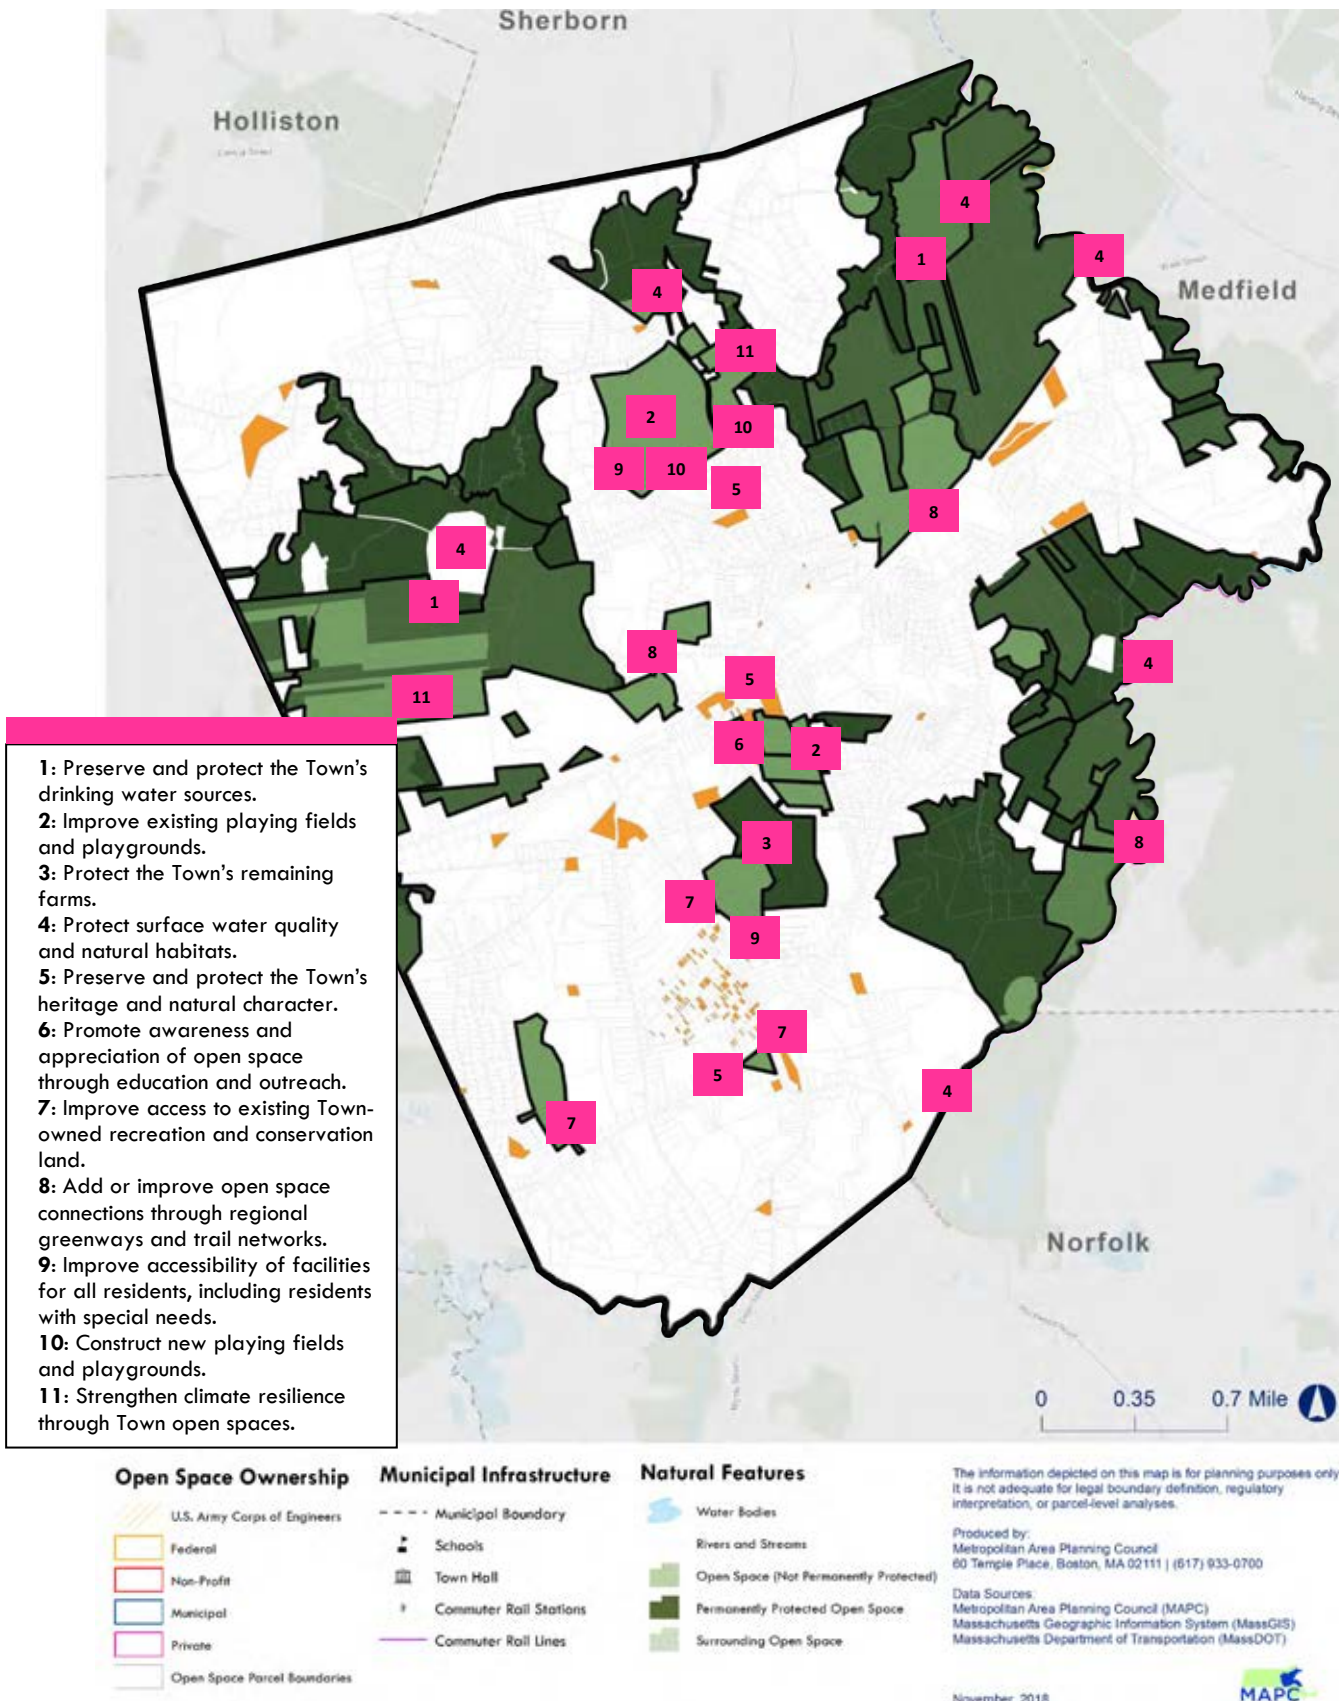 Sherborn
Holliston
Medfield
4
1
4
4
11
2
10
9
10
5
8
4
1
8
4
5
11
6
2
3
8
7
9
7
5
4
7
1: Preserve and protect the Town's
drinking water sources.
2: Improve existing playing fields
and playgrounds.
3: Protect the Town's remaining
farms.
4: Protect surface water quality
and natural habitats.
5: Preserve and protect the Town's
heritage and natural character.
6: Promote awareness and
appreciation of open space
through education and outreach.
7: Improve access to existing Town-
owned recreation and conservation
land.
8: Add or improve open space
connections through regional
greenways and trail networks.
9: Improve accessibility of facilities
for all residents, including residents
with special needs.
10: Construct new playing fields
and playgrounds.
11: Strengthen climate resilience
through Town open spaces.
Norfolk
0 0.35 0.7 Mile
Open Space Ownership
U.S. Army Corps of Engineers
Federal
Non-Profit
Municipal
Private
Open Space Parcel Boundaries
Municipal Infrastructure
Municipal Boundary
Schools
Town Hall
Commuter Rail Stations
Commuter Rail Lines
Natural Features
Water Bodies
Rivers and Streams
Open Space (Not Permanently Protected)
Permanently Protected Open Space
Surrounding Open Space
The information depicted on this map is for planning purposes only.
It is not adequate for legal boundary definition, regulatory
interpretation, or parcel-level analyses.
Produced by:
Metropolitan Area Planning Council
60 Temple Place, Boston, MA 02111 | (617) 933-0700
Data Sources:
Metropolitan Area Planning Council (MAPC)
Massachusetts Geographic Information System (MassGIS)
Massachusetts Department of Transportation (MassDOT)
November, 2018
MAPC